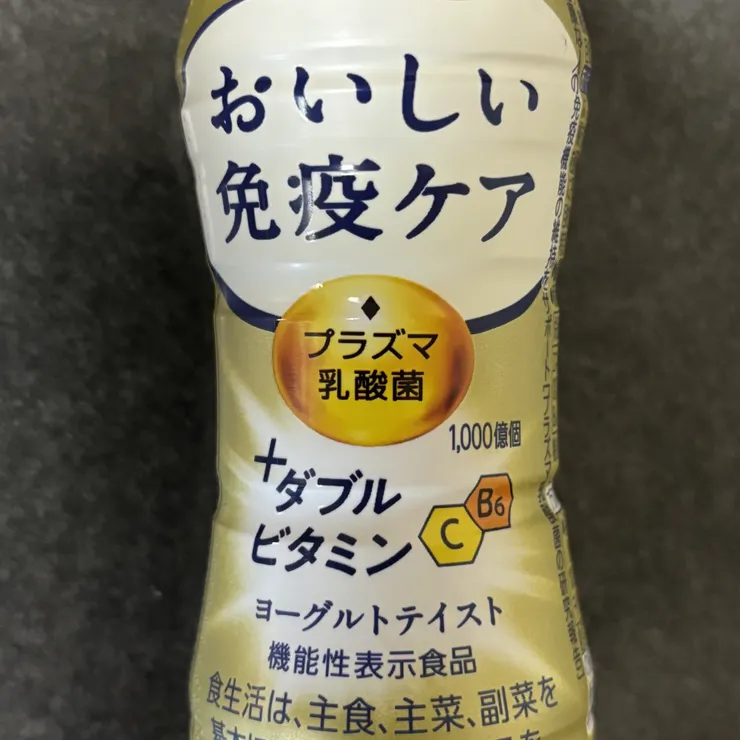 おいしい
免疫ケア
プラズマ
乳酸菌
1,000億個
+ダブル
ビタミン
C
B6
ヨーグルトテイスト
機能性表示食品
食生活は、主食、主菜、副菜を